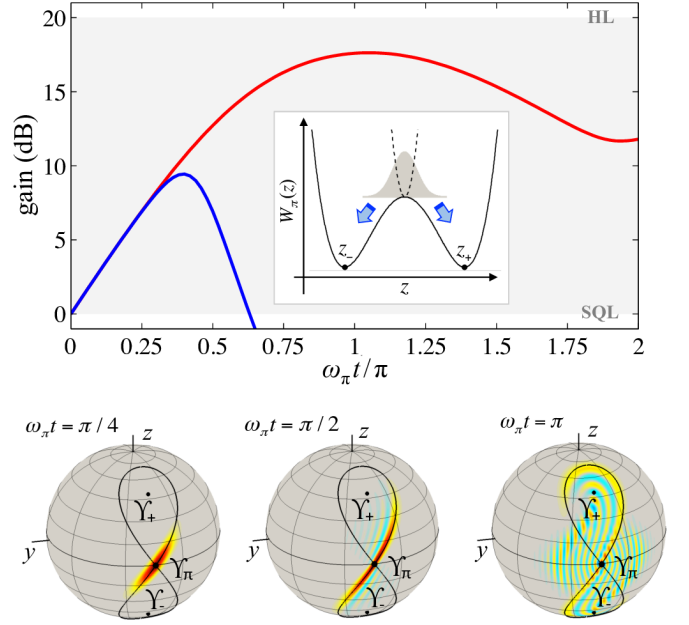 20
HL
15
gain (dB)
10
5
0
W_π(z)
z_-
z_+
z
SQL
0
0.25
0.5
0.75
1.0
1.25
1.5
1.75
2
ω_π t/π
ω_π t = π / 4
z
ω_π t = π / 2
z
ω_π t = π
z
ϒ_+
ϒ_+
ϒ_+
y
ϒ_π
y
ϒ_π
y
ϒ_π
ϒ_-
ϒ_-
ϒ_-